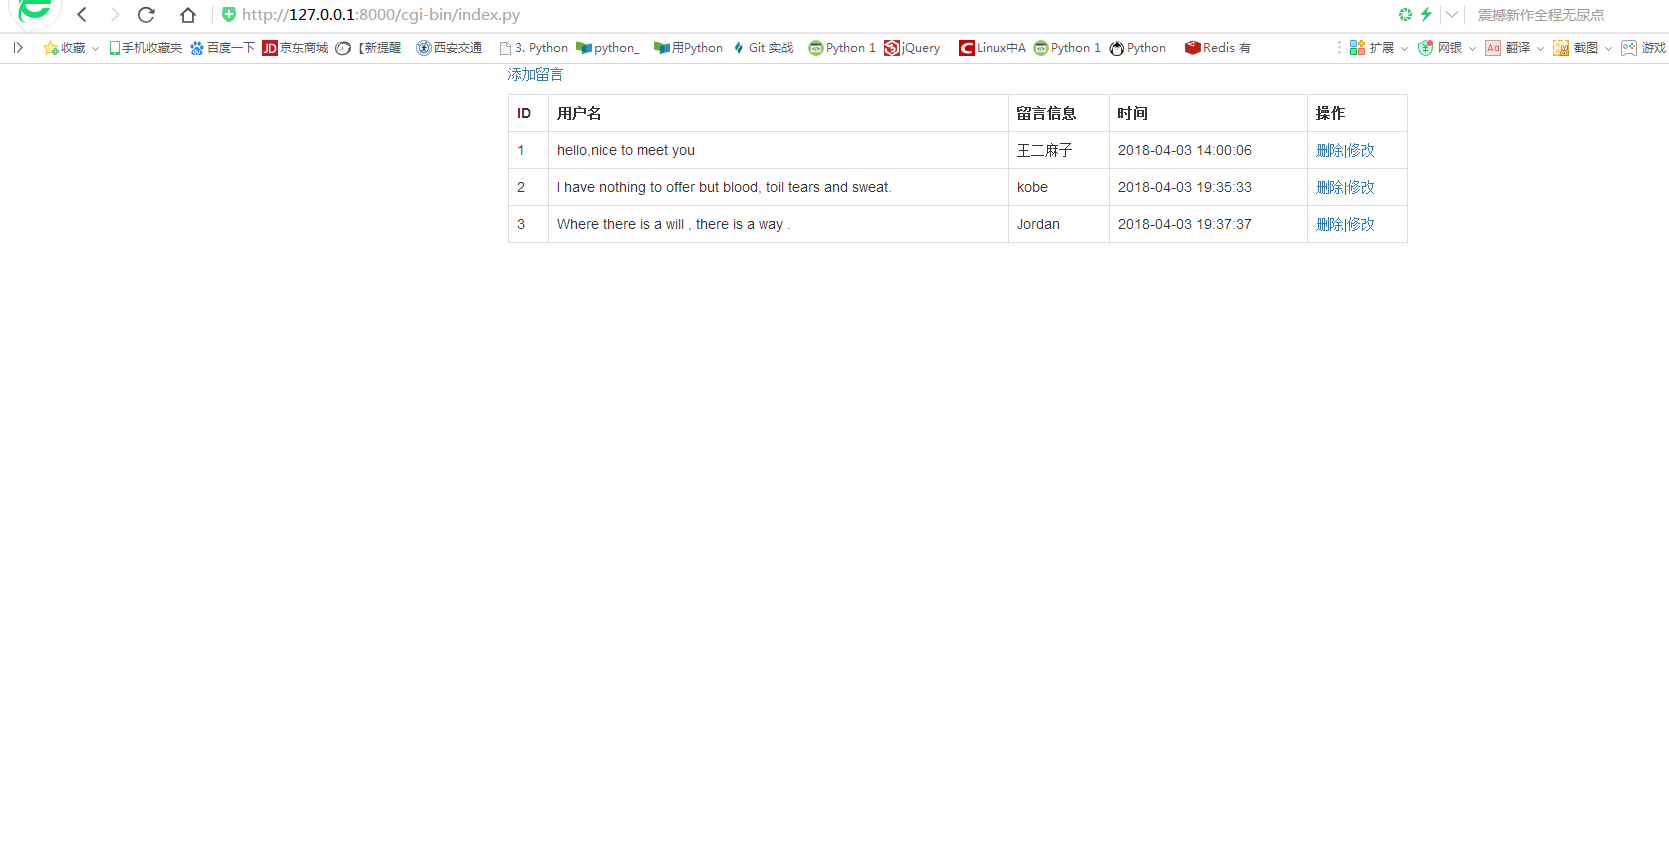 http://127.0.0.1:8000/cgi-bin/index.py 震撼新作全程无尿点
收藏 手机收藏夹 百度一下 JD 京东商城 【新提醒 西安交通 3. Python python_ 用Python Git 实战 Python 1 jQuery Linux中A Python 1 Python Redis 有 扩展 网银 Aa 翻译 截图 游戏
添加留言
ID 用户名 留言信息 时间 操作
1 hello,nice to meet you 王二麻子 2018-04-03 14:00:06 删除|修改
2 I have nothing to offer but blood, toil tears and sweat. kobe 2018-04-03 19:35:33 删除|修改
3 Where there is a will , there is a way . Jordan 2018-04-03 19:37:37 删除|修改